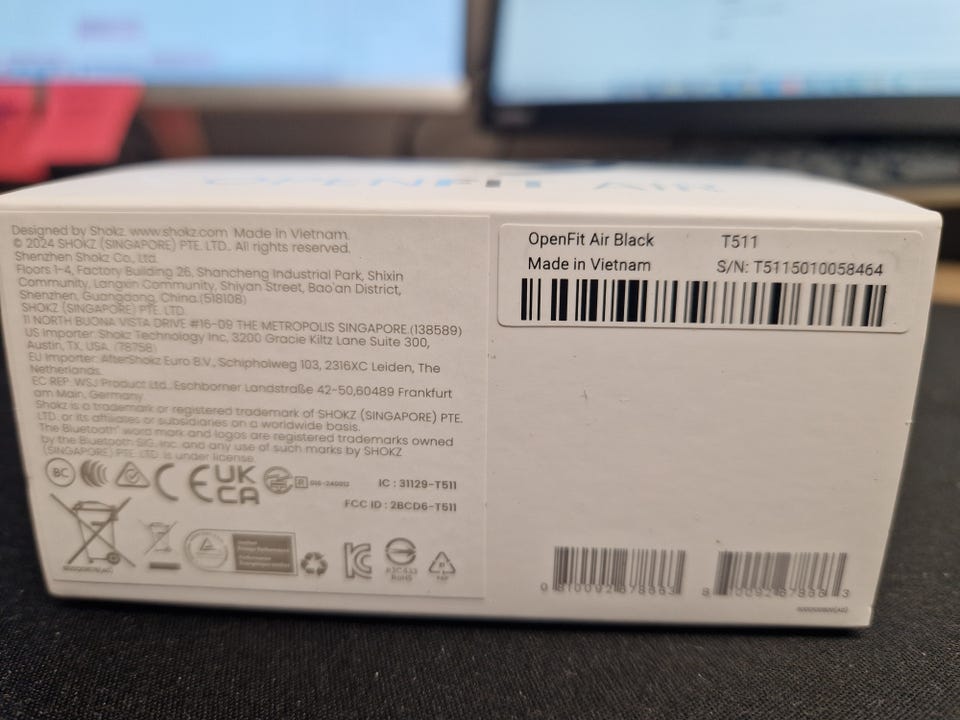 OPENFIT AIR
Designed by Shokz. www.shokz.com Made in Vietnam.
© 2024 SHOKZ (SINGAPORE) PTE. LTD.. All rights reserved.
Shenzhen Shokz Co., Ltd.
Floors 1-4, Factory Building 26, Shancheng Industrial Park, Shixin
Community, Langxin Community, Shiyan Street, Bao'an District,
Shenzhen, Guangdong, China.(518108)
SHOKZ (SINGAPORE) PTE. LTD.
11 NORTH BUONA VISTA DRIVE #16-09 THE METROPOLIS SINGAPORE.(138589)
US Importer: Shokz Technology Inc, 3200 Gracie Kiltz Lane Suite 300,
Austin, TX, USA. (78758)
EU Importer: AfterShokz Euro B.V., Schipholweg 103, 2316XC Leiden, The
Netherlands.
EC REP: WSJ Product Ltd., Eschborner Landstraße 42-50,60489 Frankfurt
am Main, Germany
Shokz is a trademark or registered trademark of SHOKZ (SINGAPORE) PTE.
LTD. or its affiliates or subsidiaries on a worldwide basis.
The Bluetooth® word mark and logos are registered trademarks owned
by the Bluetooth SIG, Inc. and any use of such marks by SHOKZ
(SINGAPORE) PTE. LTD. is under license.
BC
CE
UK
CA
R
IC : 31129-T511
FCC ID : 2BCD6-T511
RoHS
PAP
OpenFit Air Black T511
Made in Vietnam S/N: T5115010058464